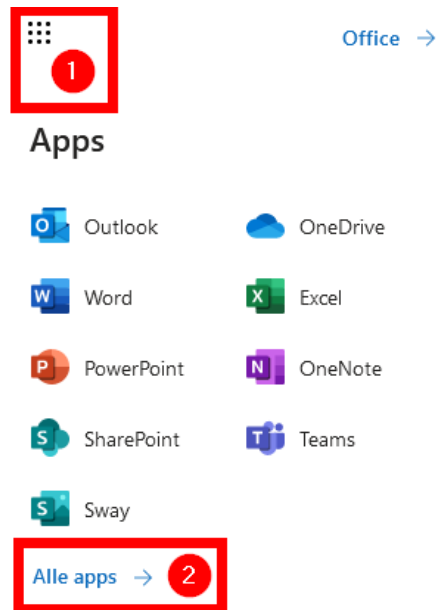 Office →
1
Apps
Outlook OneDrive
Word Excel
PowerPoint OneNote
SharePoint Teams
Sway
Alle apps → 2